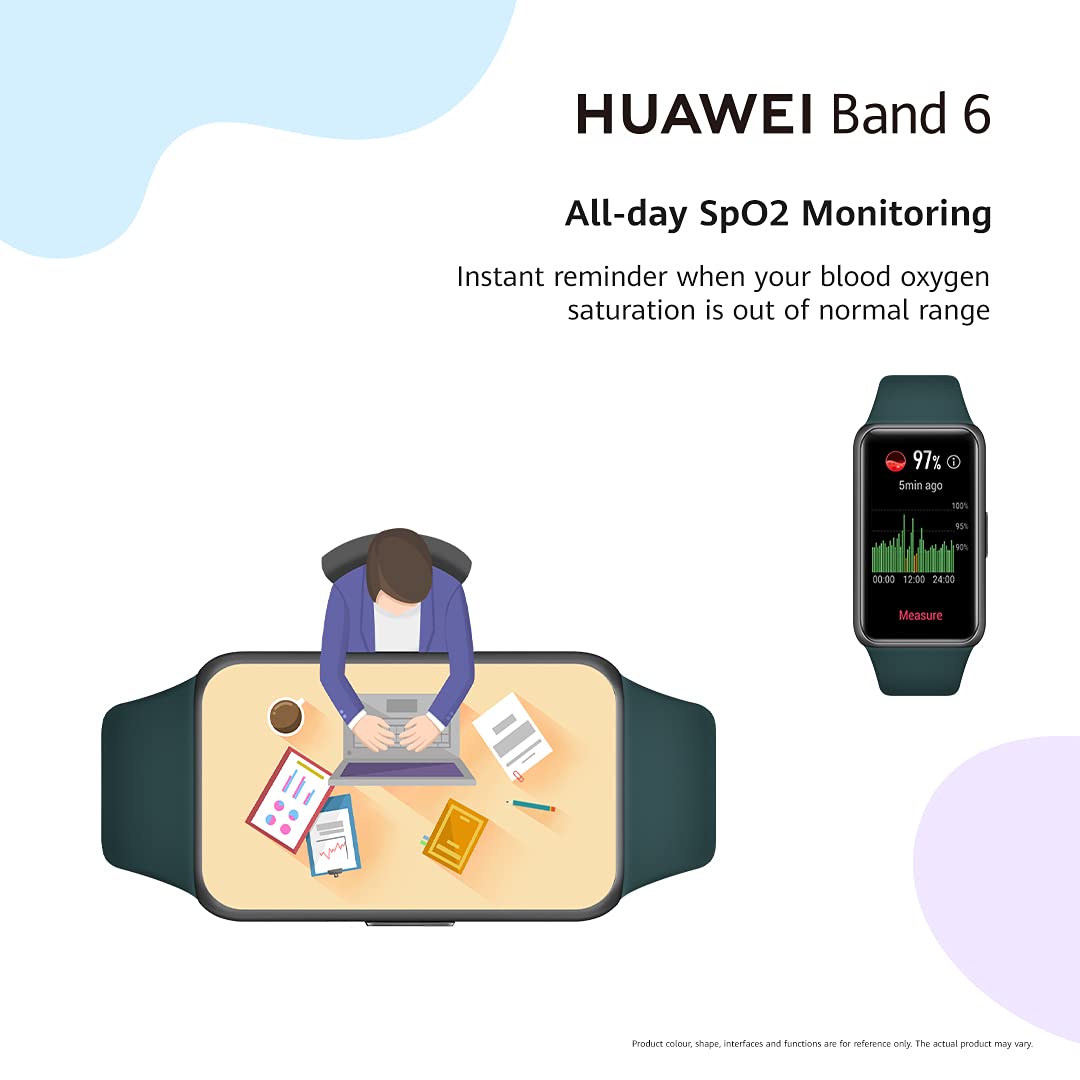 HUAWEI Band 6
All-day SpO2 Monitoring
Instant reminder when your blood oxygen
saturation is out of normal range
97%
5min ago
100%
95%
90%
00:00 12:00 24:00
Measure
Product colour, shape, interfaces and functions are for reference only. The actual product may vary.